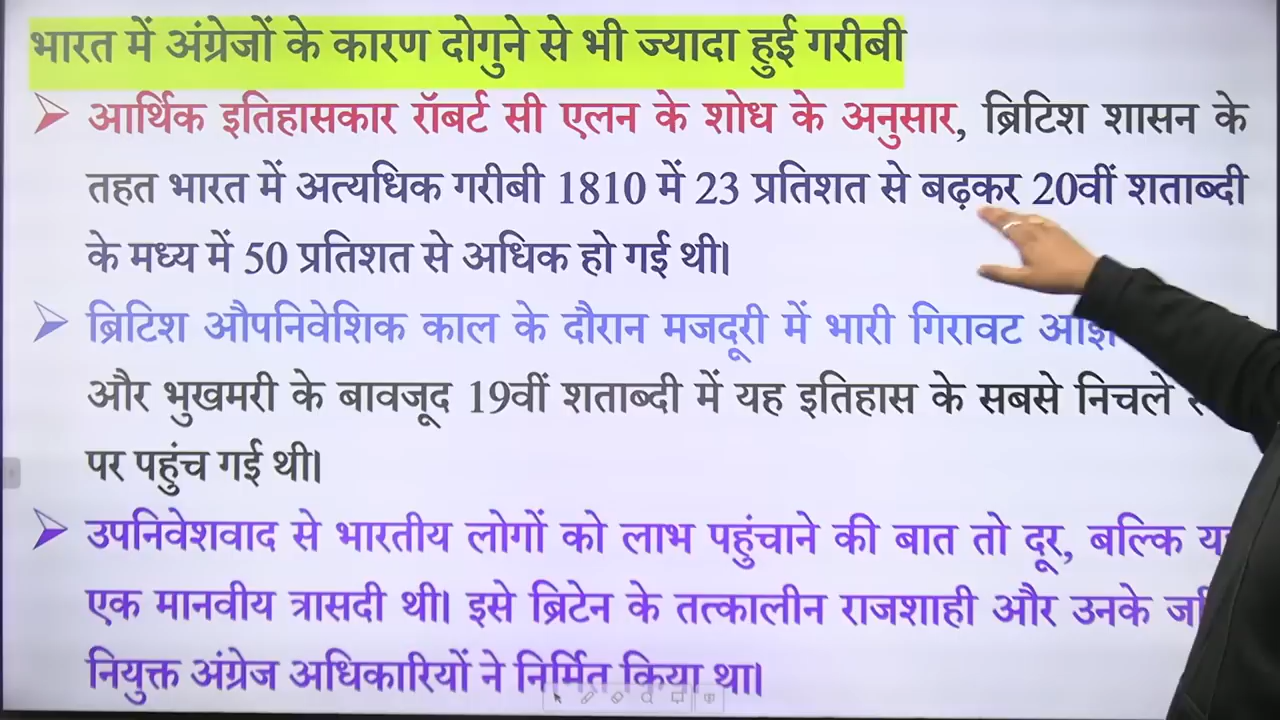 भारत में अंग्रेजों के कारण दोगुने से भी ज्यादा हुई गरीबी
आर्थिक इतिहासकार रॉबर्ट सी एलन के शोध के अनुसार, ब्रिटिश शासन के
तहत भारत में अत्यधिक गरीबी 1810 में 23 प्रतिशत से बढ़कर 20वीं शताब्दी
के मध्य में 50 प्रतिशत से अधिक हो गई थी।
ब्रिटिश औपनिवेशिक काल के दौरान मजदूरी में भारी गिरावट
और भुखमरी के बावजूद 19वीं शताब्दी में यह इतिहास के सबसे निचले
पर पहुंच गई थी।
उपनिवेशवाद से भारतीय लोगों को लाभ पहुंचाने की बात तो दूर, बल्कि
एक मानवीय त्रासदी थी। इसे ब्रिटेन के तत्कालीन राजशाही और उनके
नियुक्त अंग्रेज अधिकारियों ने निर्मित किया था।